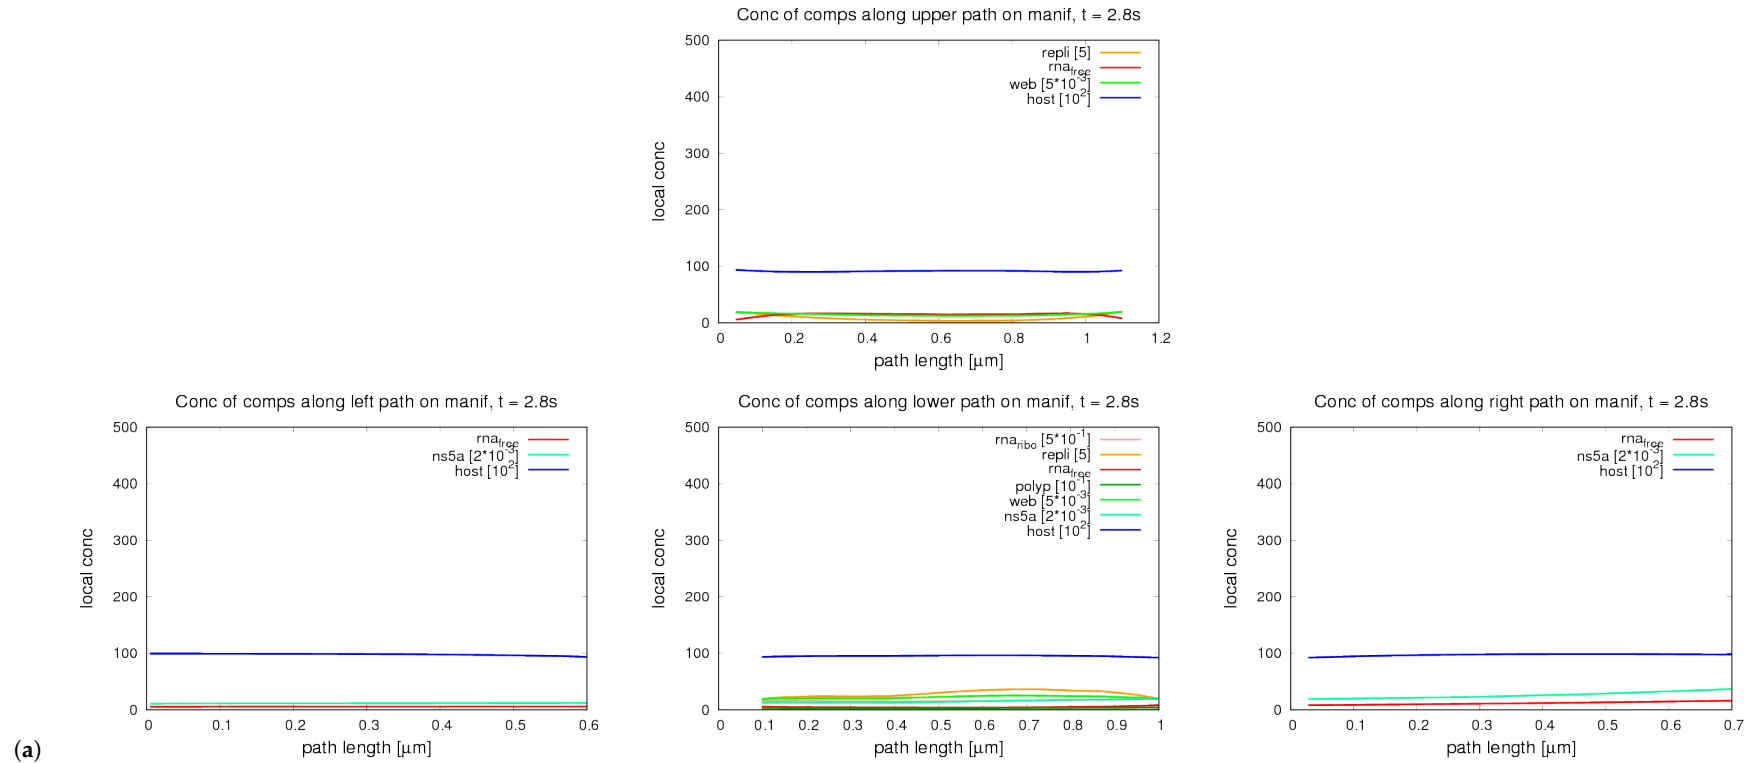 Conc of comps along upper path on manif, t = 2.8s
500
400
300
200
100
0
local conc
repli [5]
rna_free
web [5*10^-3]
host [10^2]
0 0.2 0.4 0.6 0.8 1 1.2
path length [μm]
Conc of comps along left path on manif, t = 2.8s
500
400
300
200
100
0
local conc
rna_free
ns5a [2*10^-3]
host [10^2]
0 0.1 0.2 0.3 0.4 0.5 0.6
path length [μm]
Conc of comps along lower path on manif, t = 2.8s
500
400
300
200
100
0
local conc
rna_ribo [5*10^-1]
repli [5]
rna_free
polyp [10^-1]
web [5*10^-3]
ns5a [2*10^-3]
host [10^2]
0 0.1 0.2 0.3 0.4 0.5 0.6 0.7 0.8 0.9 1
path length [μm]
Conc of comps along right path on manif, t = 2.8s
500
400
300
200
100
0
local conc
rna_free
ns5a [2*10^-3]
host [10^2]
0 0.1 0.2 0.3 0.4 0.5 0.6 0.7
path length [μm]
(a)